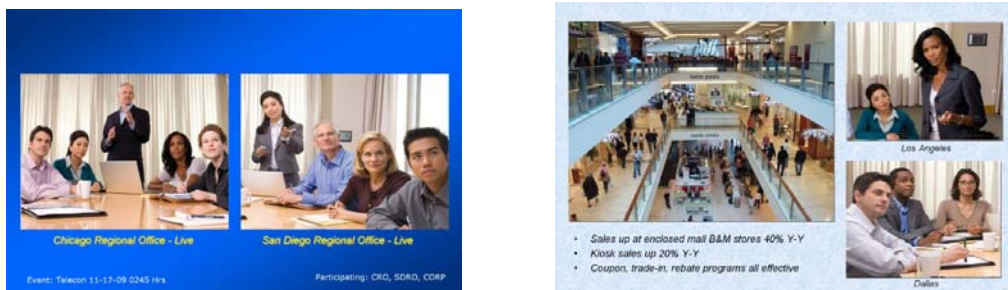 Chicago Regional Office - Live
San Diego Regional Office - Live
Event: Telecon 11-17-09 0245 Hrs
Participating: CRO, SDRO, CORP
Los Angeles
• Sales up at enclosed mall B&M stores 40% Y-Y
• Kiosk sales up 20% Y-Y
• Coupon, trade-in, rebate programs all effective
Dallas